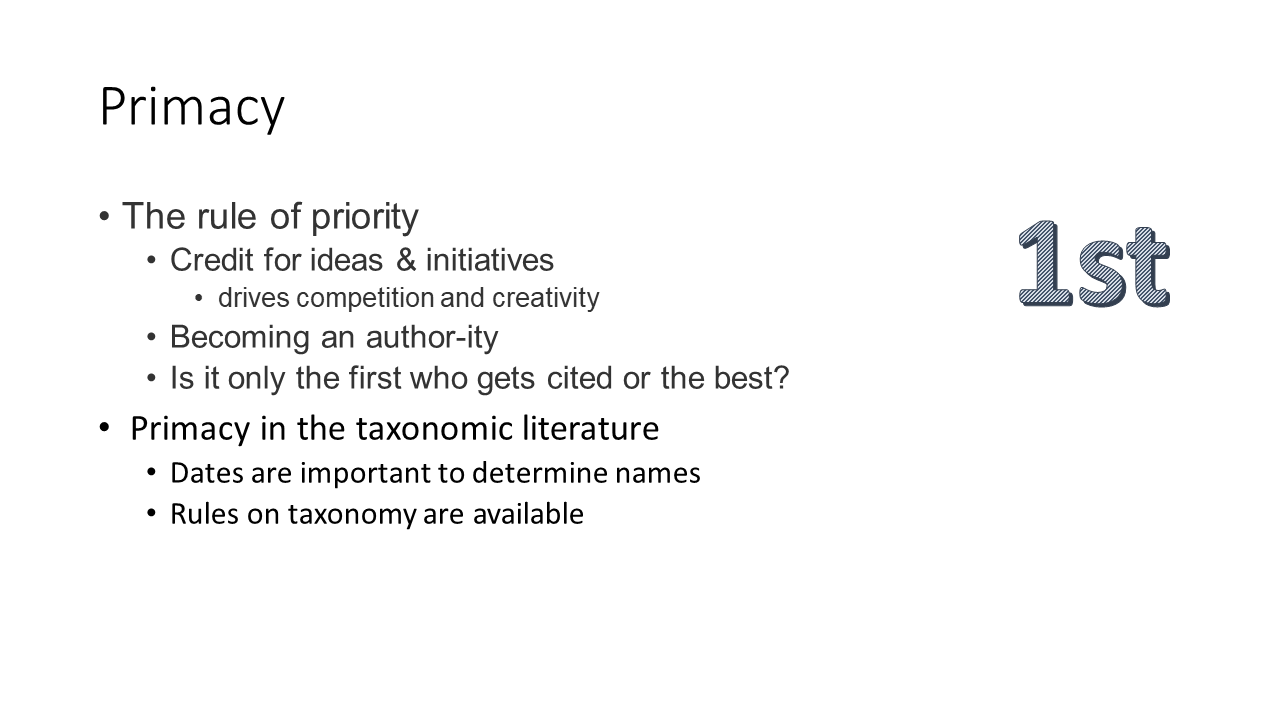 Primacy
• The rule of priority
• Credit for ideas & initiatives
• drives competition and creativity
• Becoming an author-ity
• Is it only the first who gets cited or the best?
• Primacy in the taxonomic literature
• Dates are important to determine names
• Rules on taxonomy are available
1st